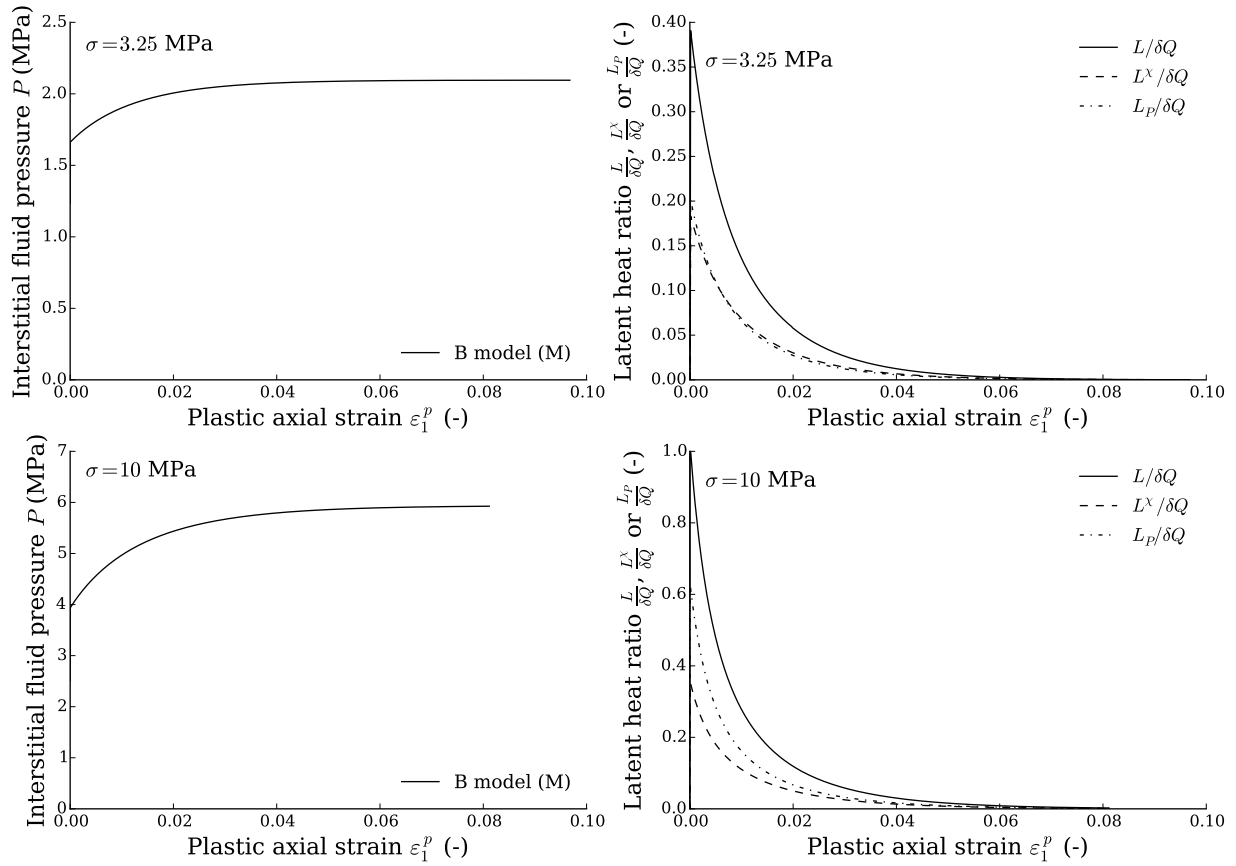 Interstitial fluid pressure P (MPa)
2.5
2.0
1.5
1.0
0.5
0.0
σ=3.25 MPa
B model (M)
0.00 0.02 0.04 0.06 0.08 0.10
Plastic axial strain ε₁ᵖ (-)
Latent heat ratio L/δQ, Lᵡ/δQ or L_P/δQ (-)
0.40
0.35
0.30
0.25
0.20
0.15
0.10
0.05
0.00
σ=3.25 MPa
L/δQ
Lᵡ/δQ
L_P/δQ
0.00 0.02 0.04 0.06 0.08 0.10
Plastic axial strain ε₁ᵖ (-)
Interstitial fluid pressure P (MPa)
7
6
5
4
3
2
1
0
σ=10 MPa
B model (M)
0.00 0.02 0.04 0.06 0.08 0.10
Plastic axial strain ε₁ᵖ (-)
Latent heat ratio L/δQ, Lᵡ/δQ or L_P/δQ (-)
1.0
0.8
0.6
0.4
0.2
0.0
σ=10 MPa
L/δQ
Lᵡ/δQ
L_P/δQ
0.00 0.02 0.04 0.06 0.08 0.10
Plastic axial strain ε₁ᵖ (-)